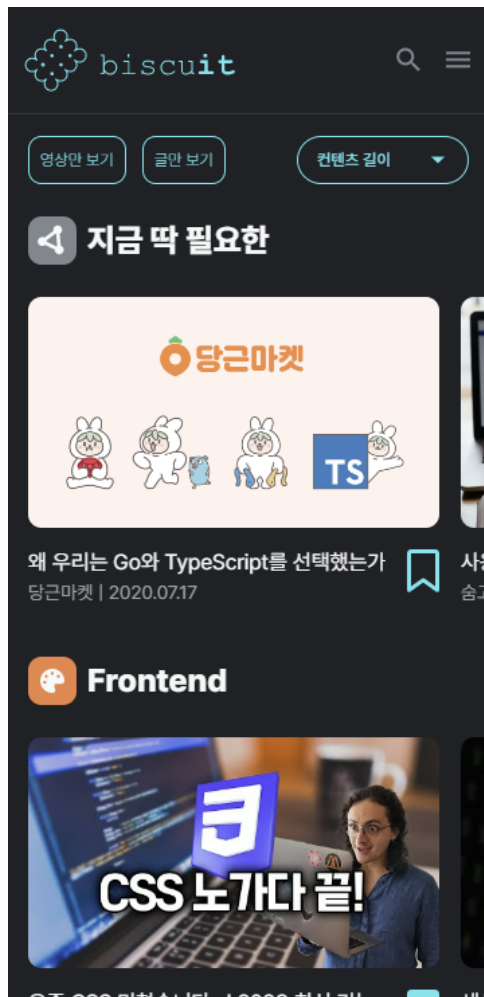 biscuit
영상만 보기
글만 보기
컨텐츠 길이
지금 딱 필요한
당근마켓
TS
왜 우리는 Go와 TypeScript를 선택했는가
당근마켓 | 2020.07.17
숨고
Frontend
CSS 노가다 끝!